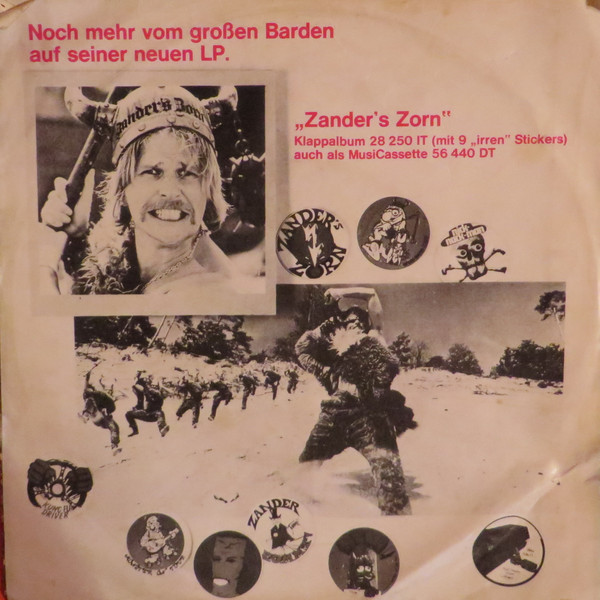 Noch mehr vom großen Barden
auf seiner neuen LP.
Zander's Zorn
„Zander's Zorn“
Klappalbum 28 250 IT (mit 9 „irren“ Stickers)
auch als MusiCassette 56 440 DT
ZANDER's
ZORN
ZANDER